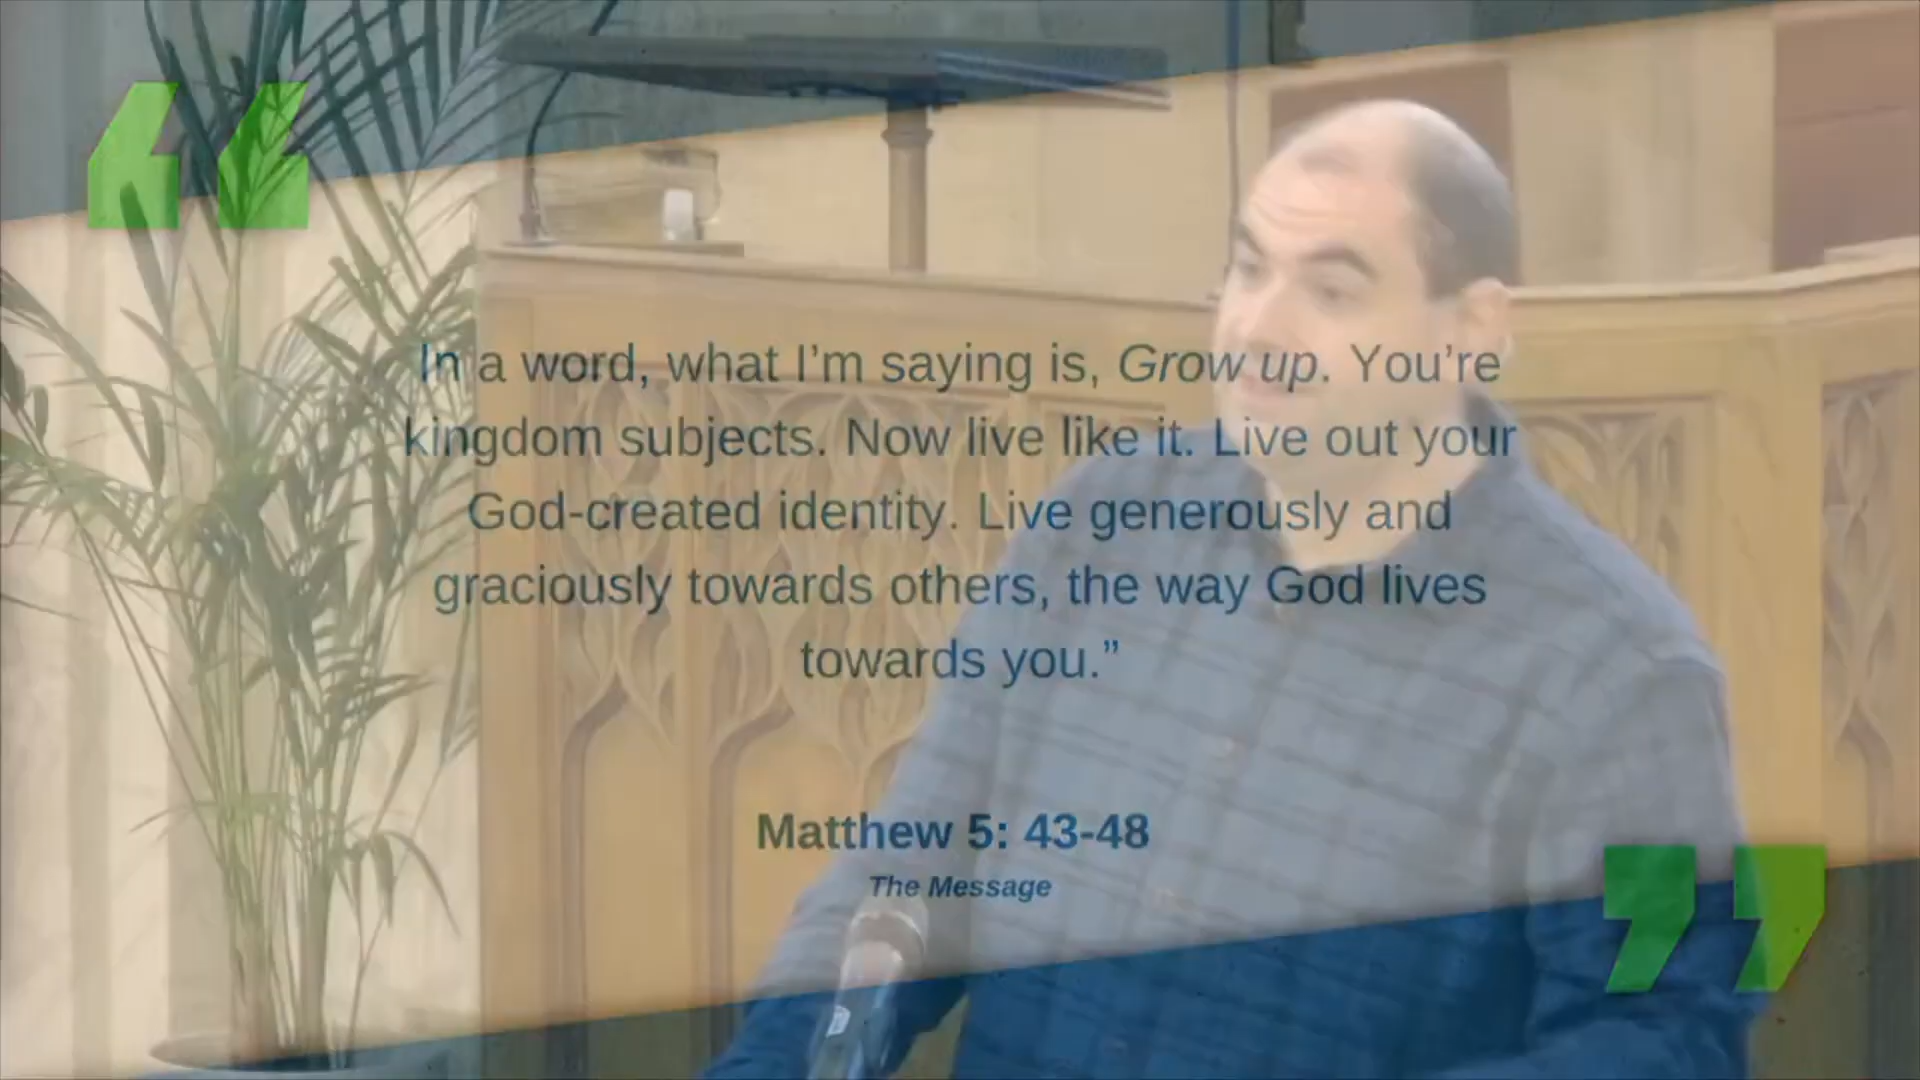 In a word, what I’m saying is, Grow up. You’re
kingdom subjects. Now live like it. Live out your
God-created identity. Live generously and
graciously towards others, the way God lives
towards you.”
Matthew 5: 43-48
The Message